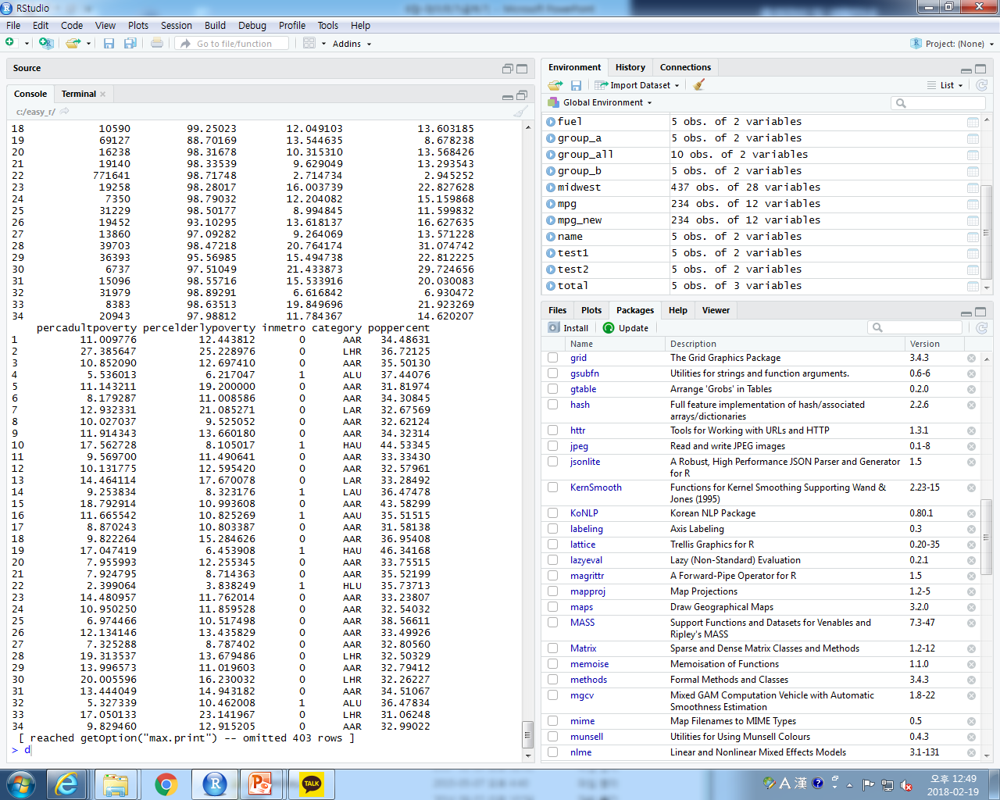 RStudio
File Edit Code View Plots Session Build Debug Profile Tools Help
Go to file/function Addins Project: (None)
Source
Console Terminal
c:/easy_r/
18 10590 99.25023 12.049103 13.603185
19 69127 88.70169 13.544635 8.678238
20 16238 98.31678 10.315310 13.568426
21 19140 98.33539 9.629049 13.293543
22 771641 98.71748 2.714734 2.945252
23 19258 98.28017 16.003739 22.827628
24 7350 98.79032 12.204082 15.159868
25 31229 98.50177 8.994845 11.599832
26 19452 93.10295 13.618137 16.627635
27 13860 97.09282 9.264069 13.571228
28 39703 98.47218 20.764174 31.074742
29 36393 95.56985 15.494738 22.812225
30 6737 97.51049 21.433873 29.724656
31 15096 98.55716 15.533916 20.030083
32 31979 98.89291 6.616842 6.930472
33 8383 98.63513 19.849696 21.923269
34 20943 97.98812 11.784367 14.620207
percadultpoverty percelderlypoverty inmetro category poppercent
1 11.009776 12.443812 0 AAR 34.48631
2 27.385647 25.228976 0 LHR 36.72125
3 10.852090 12.697410 0 AAR 35.50130
4 5.536013 6.217047 1 ALU 37.44076
5 11.143211 19.200000 0 AAR 31.81974
6 8.179287 11.008586 0 AAR 34.30845
7 12.932331 21.085271 0 LAR 32.67569
8 10.027037 9.525052 0 AAR 32.62124
9 11.914343 13.660180 0 AAR 34.32314
10 17.562728 8.105017 1 HAU 44.53345
11 9.569700 11.490641 0 AAR 33.33430
12 10.131775 12.595420 0 AAR 32.57961
13 14.464114 17.670078 0 LAR 33.28492
14 9.253834 8.323176 1 LAU 36.47478
15 18.792914 10.993608 0 AAR 43.58299
16 11.665542 10.825269 1 AAU 35.51515
17 8.870243 10.803387 0 AAR 31.58138
18 9.822264 15.284626 0 AAR 36.95408
19 17.047419 6.453908 1 HAU 46.34168
20 7.955993 12.255345 0 AAR 33.75515
21 7.924795 8.714363 0 AAR 35.52199
22 2.399064 3.838249 1 HLU 35.73713
23 14.480957 11.762014 0 AAR 33.23807
24 10.950250 11.859528 0 AAR 32.54032
25 6.974466 10.517498 0 AAR 38.56611
26 12.134146 13.435829 0 AAR 33.49926
27 7.325288 8.787402 0 AAR 32.80560
28 19.313537 13.679486 0 LHR 32.50329
29 13.996573 11.019603 0 AAR 32.79412
30 20.005596 16.230032 0 LHR 32.26227
31 13.444049 14.943182 0 AAR 34.51067
32 5.327339 10.462008 1 ALU 36.47834
33 17.050133 23.141967 0 LHR 31.06248
34 9.829460 12.915205 0 AAR 32.99022
[ reached getOption("max.print") -- omitted 403 rows ]
> d
Environment History Connections
Import Dataset List
Global Environment
fuel 5 obs. of 2 variables
group_a 5 obs. of 2 variables
group_all 10 obs. of 2 variables
group_b 5 obs. of 2 variables
midwest 437 obs. of 28 variables
mpg 234 obs. of 12 variables
mpg_new 234 obs. of 12 variables
name 5 obs. of 2 variables
test1 5 obs. of 2 variables
test2 5 obs. of 2 variables
total 5 obs. of 3 variables
Files Plots Packages Help Viewer
Install Update
Name Description Version
grid The Grid Graphics Package 3.4.3
gsubfn Utilities for strings and function arguments. 0.6-6
gtable Arrange 'Grobs' in Tables 0.2.0
hash Full feature implementation of hash/associated 2.2.6
arrays/dictionaries
httr Tools for Working with URLs and HTTP 1.3.1
jpeg Read and write JPEG images 0.1-8
jsonlite A Robust, High Performance JSON Parser and Generator 1.5
for R
KernSmooth Functions for Kernel Smoothing Supporting Wand & 2.23-15
Jones (1995)
KoNLP Korean NLP Package 0.80.1
labeling Axis Labeling 0.3
lattice Trellis Graphics for R 0.20-35
lazyeval Lazy (Non-Standard) Evaluation 0.2.1
magrittr A Forward-Pipe Operator for R 1.5
mapproj Map Projections 1.2-5
maps Draw Geographical Maps 3.2.0
MASS Support Functions and Datasets for Venables and 7.3-47
Ripley's MASS
Matrix Sparse and Dense Matrix Classes and Methods 1.2-12
memoise Memoisation of Functions 1.1.0
methods Formal Methods and Classes 3.4.3
mgcv Mixed GAM Computation Vehicle with Automatic 1.8-22
Smoothness Estimation
mime Map Filenames to MIME Types 0.5
munsell Utilities for Using Munsell Colours 0.4.3
nlme Linear and Nonlinear Mixed Effects Models 3.1-131
TALK
A 漢
오후 12:49
2018-02-19